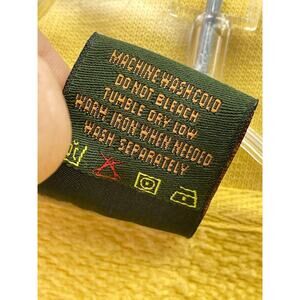 MACHINE WASH COLD
DO NOT BLEACH
TUMBLE DRY LOW
WARM IRON WHEN NEEDED
WASH SEPARATELY